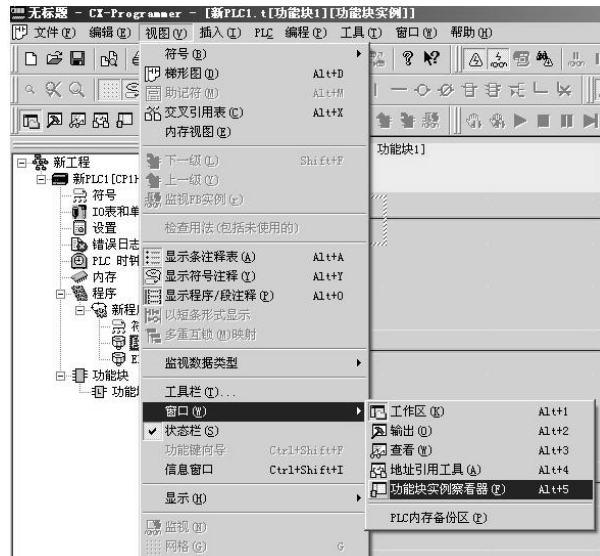 无标题 - CX-Programmer - [新PLC1.t[功能块1][功能块实例]]
文件(F) 编辑(E) 视图(V) 插入(I) PLC 编程(P) 工具(T) 窗口(W) 帮助(H)
符号(B)
梯形图(D) Alt+D
助记符(M) Alt+M
交叉引用表(C) Alt+X
内存视图(E)
下一级(L) Shift+F
上一级(V)
监视FB实例(r)
检查用法(包括未使用的)
显示条注释表(A) Alt+A
显示符号注释(Y) Alt+Y
显示程序/段注释(P) Alt+O
以短条形式显示
多重互锁(M)映射
监视数据类型
工具栏(T)...
窗口(W)
状态栏(S)
功能键向导 Ctrl+Shift+F
信息窗口 Ctrl+Shift+I
显示(H)
监视(N)
网格(G) G
工作区(K) Alt+1
输出(O) Alt+2
查看(W) Alt+3
地址引用工具(A) Alt+4
功能块实例察看器(F) Alt+5
PLC内存备份区(P)
功能块1]
新工程
新PLC1[CP1H
符号
IO表和单
设置
错误日志
PLC 时钟
内存
程序
新程序
功能块